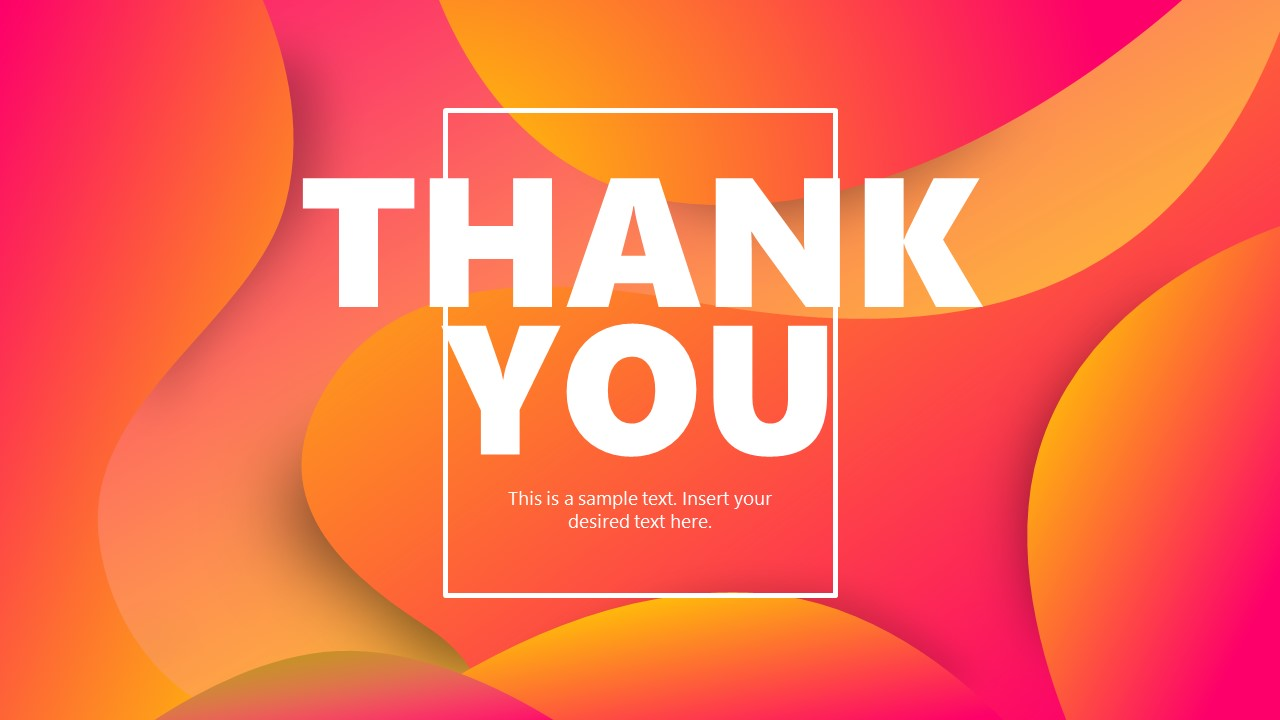 THANK
YOU
This is a sample text. Insert your
desired text here.